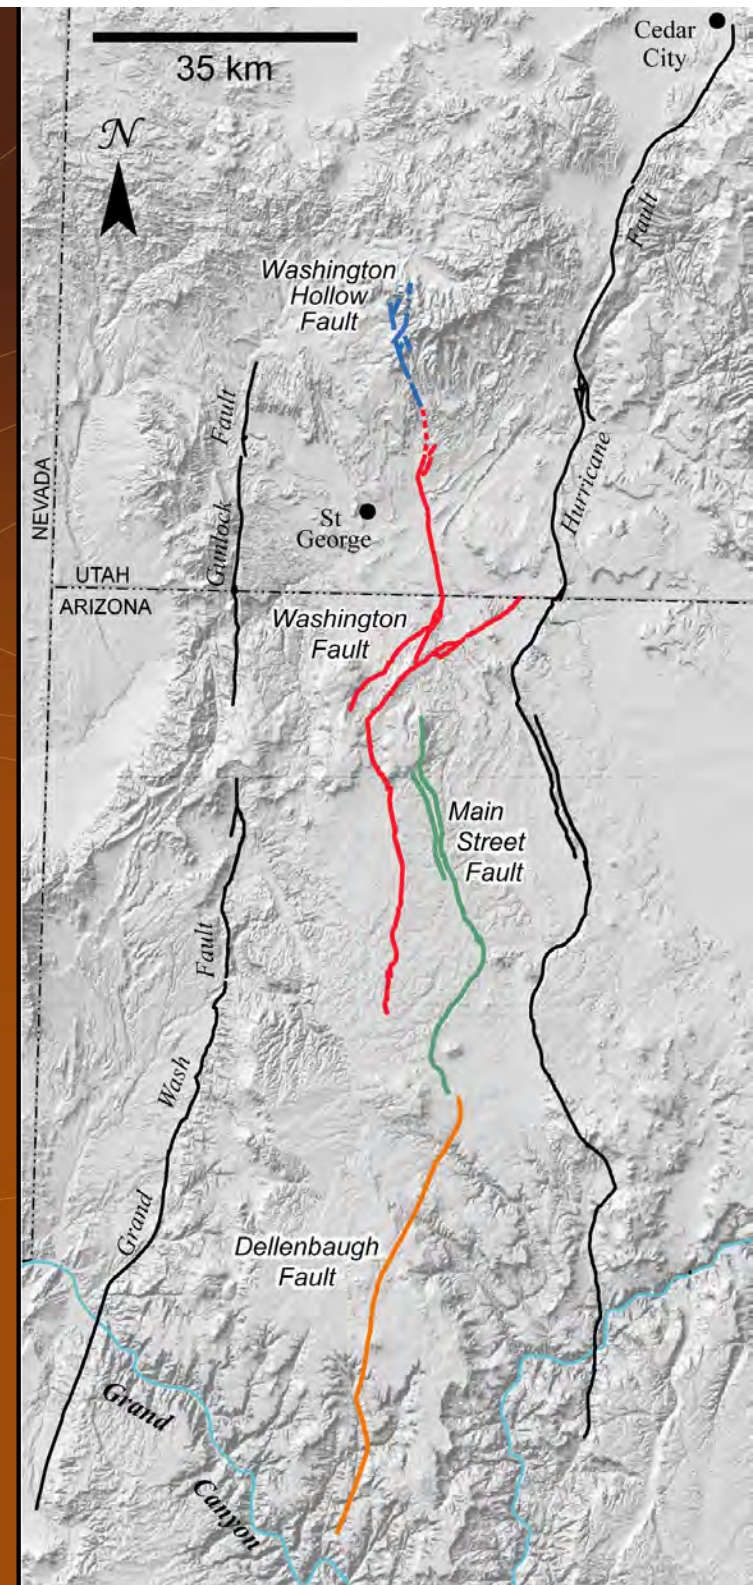 Cedar
City
35 km
N
Fault
Washington
Hollow
Fault
Fault
Hurricane
NEVADA
St
George
Gunlock
UTAH
ARIZONA
Washington
Fault
Main
Street
Fault
Fault
Wash
Grand
Dellenbaugh
Fault
Grand
Canyon